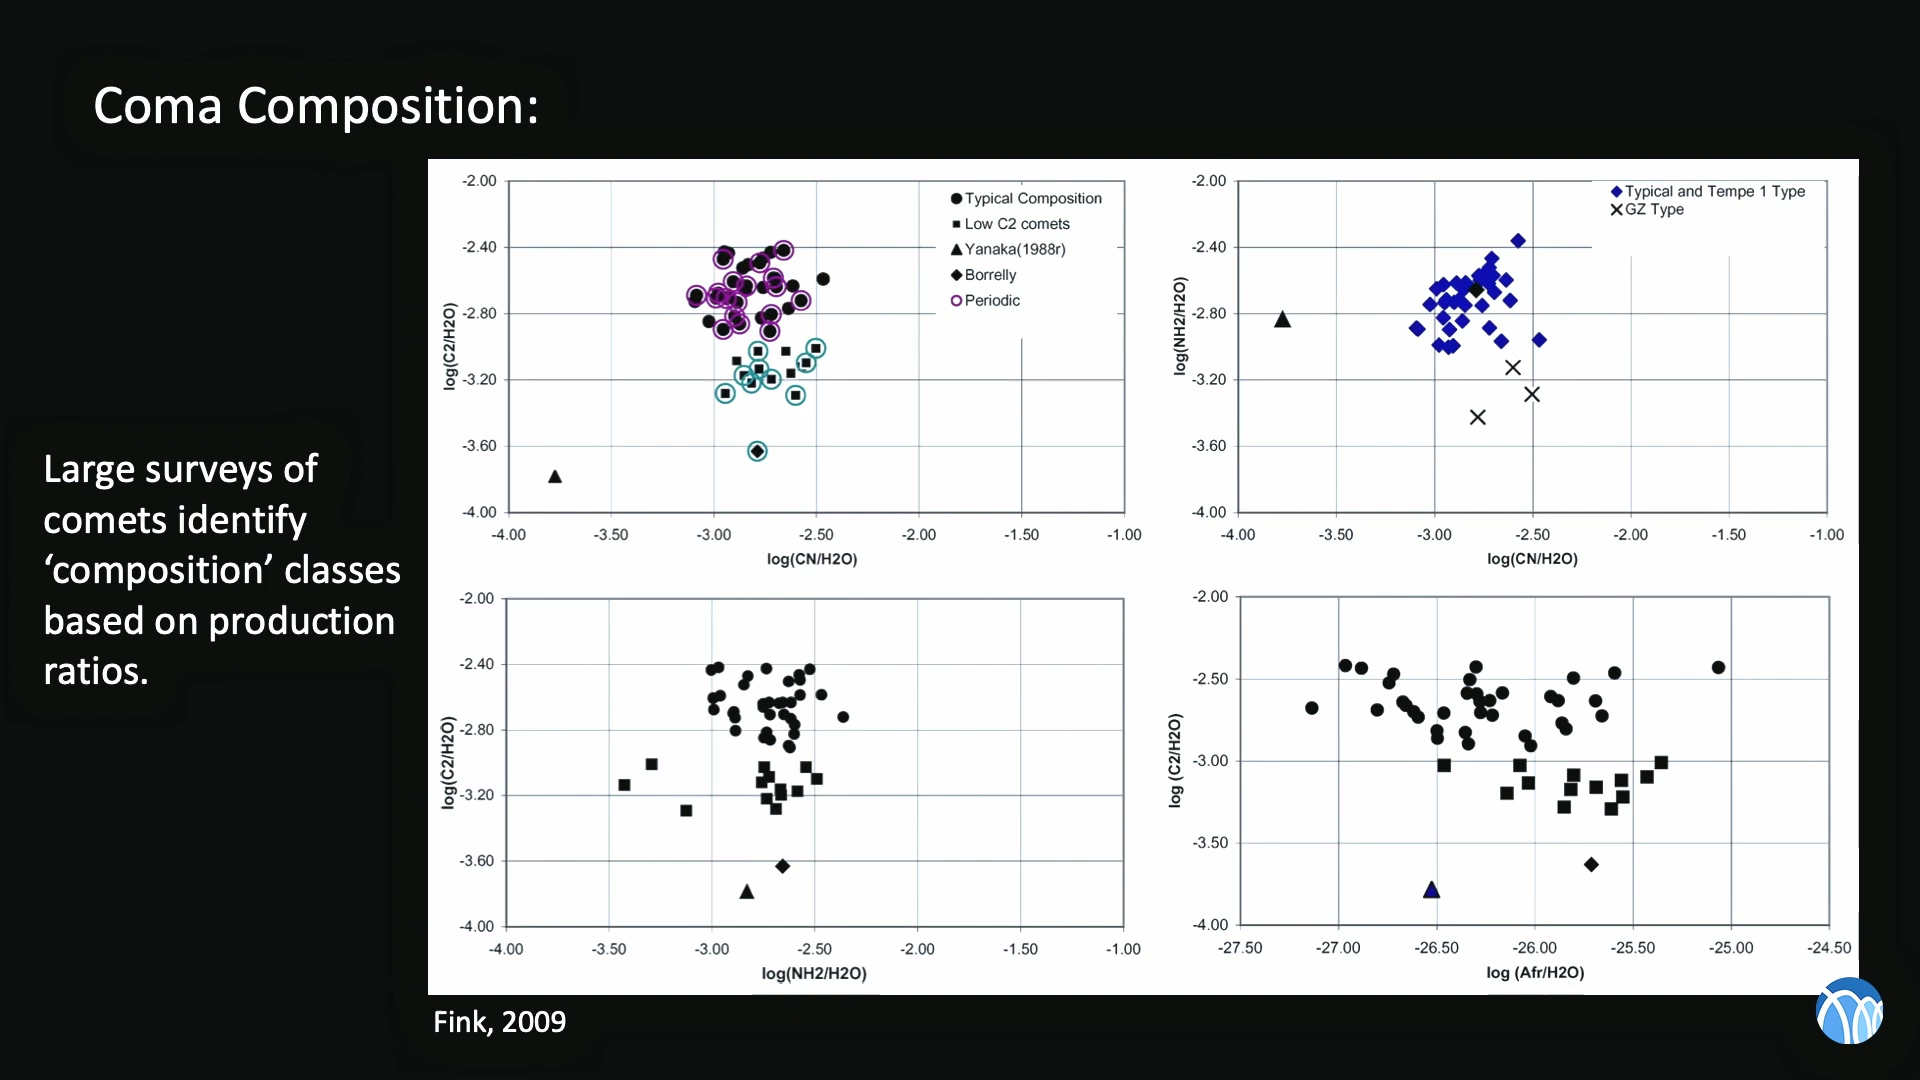 Coma Composition:
Large surveys of
comets identify
‘composition’ classes
based on production
ratios.
-2.00
-2.40
-2.80
-3.20
-3.60
-4.00
log(C2/H2O)
-4.00 -3.50 -3.00 -2.50 -2.00 -1.50 -1.00
log(CN/H2O)
Typical Composition
Low C2 comets
Yanaka(1988r)
Borrelly
Periodic
-2.00
-2.40
-2.80
-3.20
-3.60
-4.00
log(NH2/H2O)
-4.00 -3.50 -3.00 -2.50 -2.00 -1.50 -1.00
log(CN/H2O)
Typical and Tempe 1 Type
GZ Type
-2.00
-2.40
-2.80
-3.20
-3.60
-4.00
log(C2/H2O)
-4.00 -3.50 -3.00 -2.50 -2.00 -1.50 -1.00
log(NH2/H2O)
-2.00
-2.50
-3.00
-3.50
-4.00
log (C2/H2O)
-27.50 -27.00 -26.50 -26.00 -25.50 -25.00 -24.50
log (Afr/H2O)
Fink, 2009